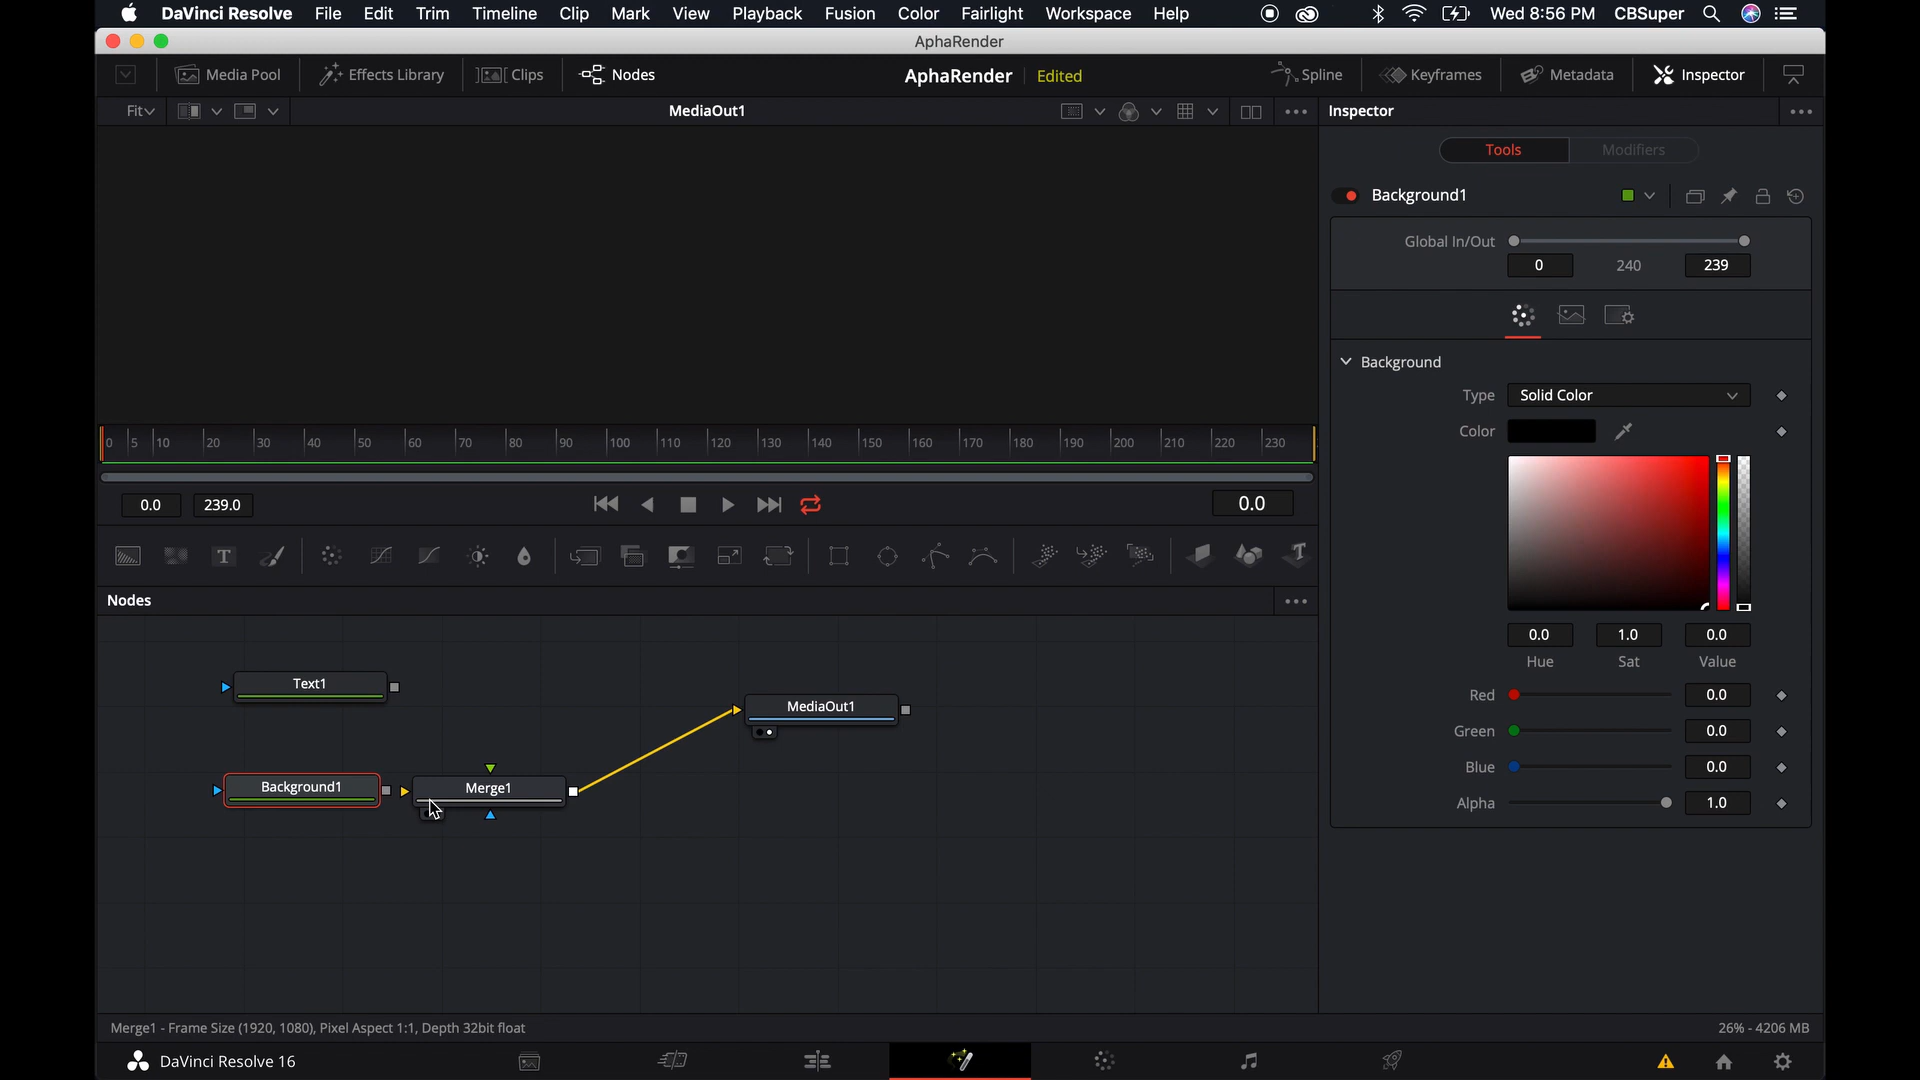 DaVinci Resolve File Edit Trim Timeline Clip Mark View Playback Fusion Color Fairlight Workspace Help Wed 8:56 PM CBSuper
AphaRender
Media Pool Effects Library Clips Nodes AphaRender Edited Spline Keyframes Metadata Inspector
Fit MediaOut1 Inspector
Tools Modifiers
Background1
Global In/Out
0 240 239
Background
Type Solid Color
Color
0 5 10 20 30 40 50 60 70 80 90 100 110 120 130 140 150 160 170 180 190 200 210 220 230
0.0 239.0 0.0
T T
Nodes
0.0 1.0 0.0
Hue Sat Value
Text1
Red 0.0
MediaOut1
Green 0.0
Blue 0.0
Background1 Merge1
Alpha 1.0
Merge1 - Frame Size (1920, 1080), Pixel Aspect 1:1, Depth 32bit float 26% - 4206 MB
DaVinci Resolve 16